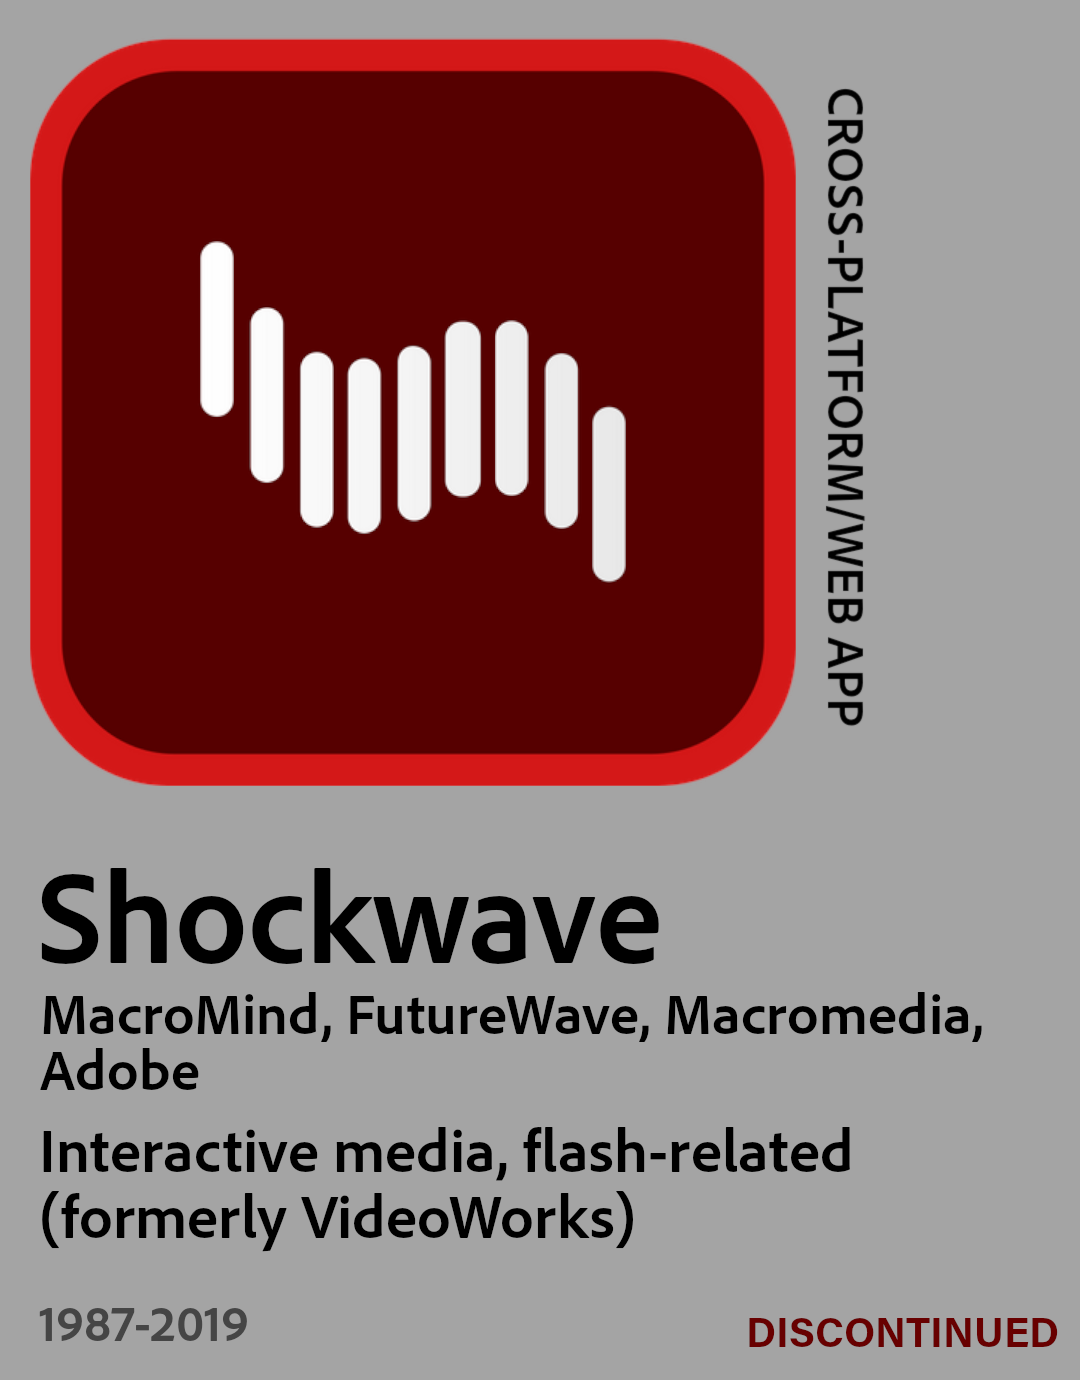 CROSS-PLATFORM/WEB APP
Shockwave
MacroMind, FutureWave, Macromedia,
Adobe
Interactive media, flash-related
(formerly VideoWorks)
1987-2019
DISCONTINUED